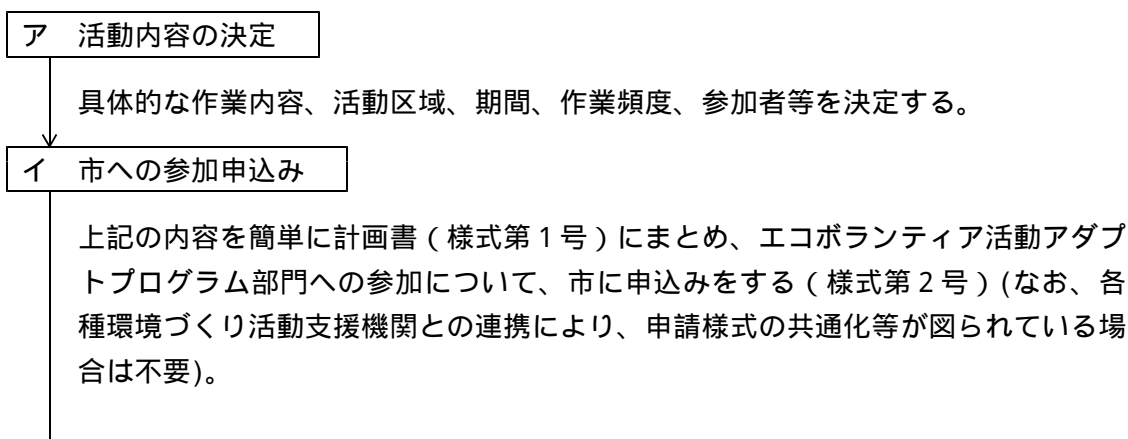 ア 活動内容の決定
具体的な作業内容、活動区域、期間、作業頻度、参加者等を決定する。
イ 市への参加申込み
上記の内容を簡単に計画書(様式第1号)にまとめ、エコボランティア活動アダプ
トプログラム部門への参加について、市に申込みをする(様式第2号)(なお、各
種環境づくり活動支援機関との連携により、申請様式の共通化等が図られている場
合は不要)。